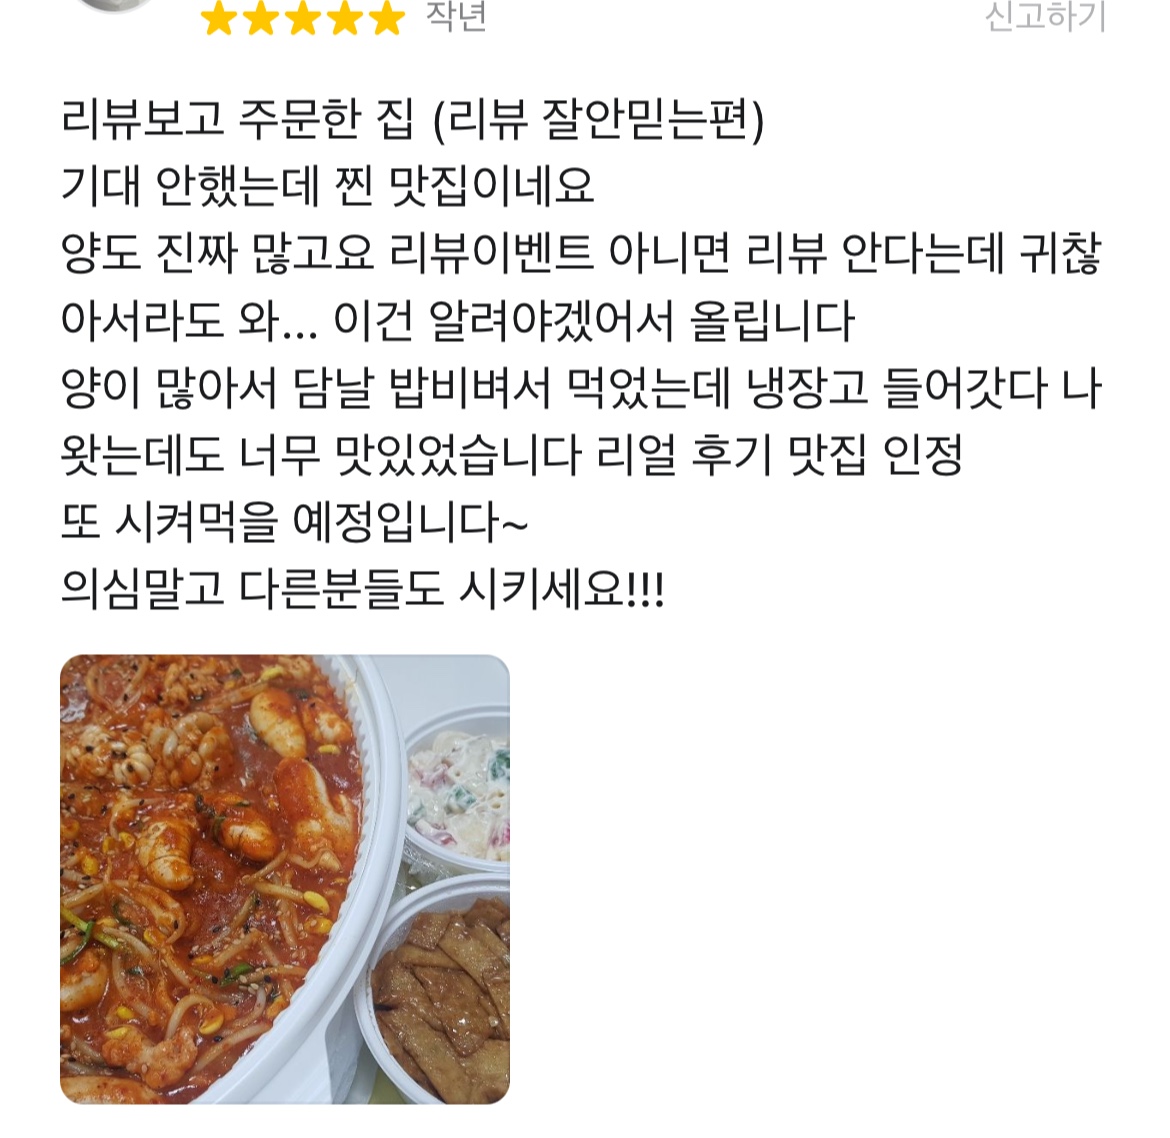 작년
신고하기
리뷰보고 주문한 집 (리뷰 잘안믿는편)
기대 안했는데 찐 맛집이네요
양도 진짜 많고요 리뷰이벤트 아니면 리뷰 안다는데 귀찮
아서라도 와... 이건 알려야겠어서 올립니다
양이 많아서 담날 밥비벼서 먹었는데 냉장고 들어갓다 나
왓는데도 너무 맛있었습니다 리얼 후기 맛집 인정
또 시켜먹을 예정입니다~
의심말고 다른분들도 시키세요!!!